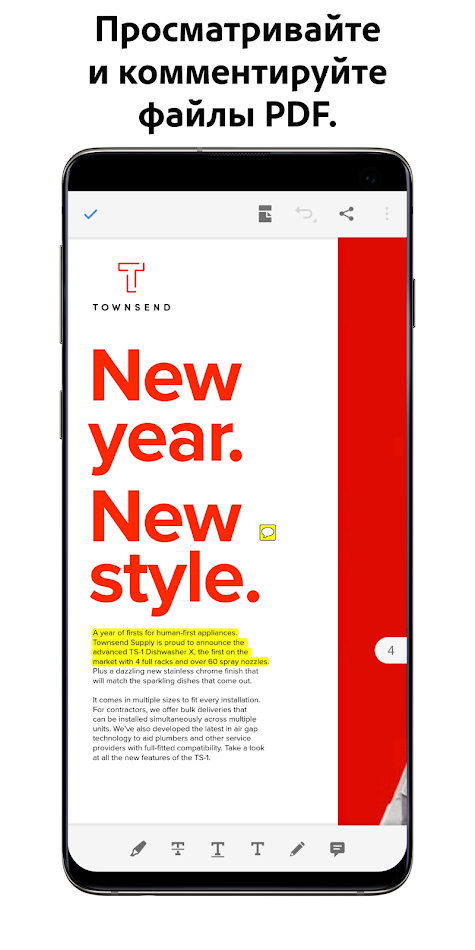 Просматривайте
и комментируйте
файлы PDF.
TOWNSEND
New
year.
New
style.
A year of firsts for human-first appliances.
Townsend Supply is proud to announce the
advanced TS-1 Dishwasher X, the first on the
market with 4 full racks and over 60 spray nozzles.
Plus a dazzling new stainless chrome finish that
will match the sparkling dishes that come out.
It comes in multiple sizes to fit every installation.
For contractors, we offer bulk deliveries that
can be installed simultaneously across multiple
units. We've also developed the latest in air gap
technology to aid plumbers and other service
providers with full-fitted compatibility. Take a look
at all the new features of the TS-1.
4